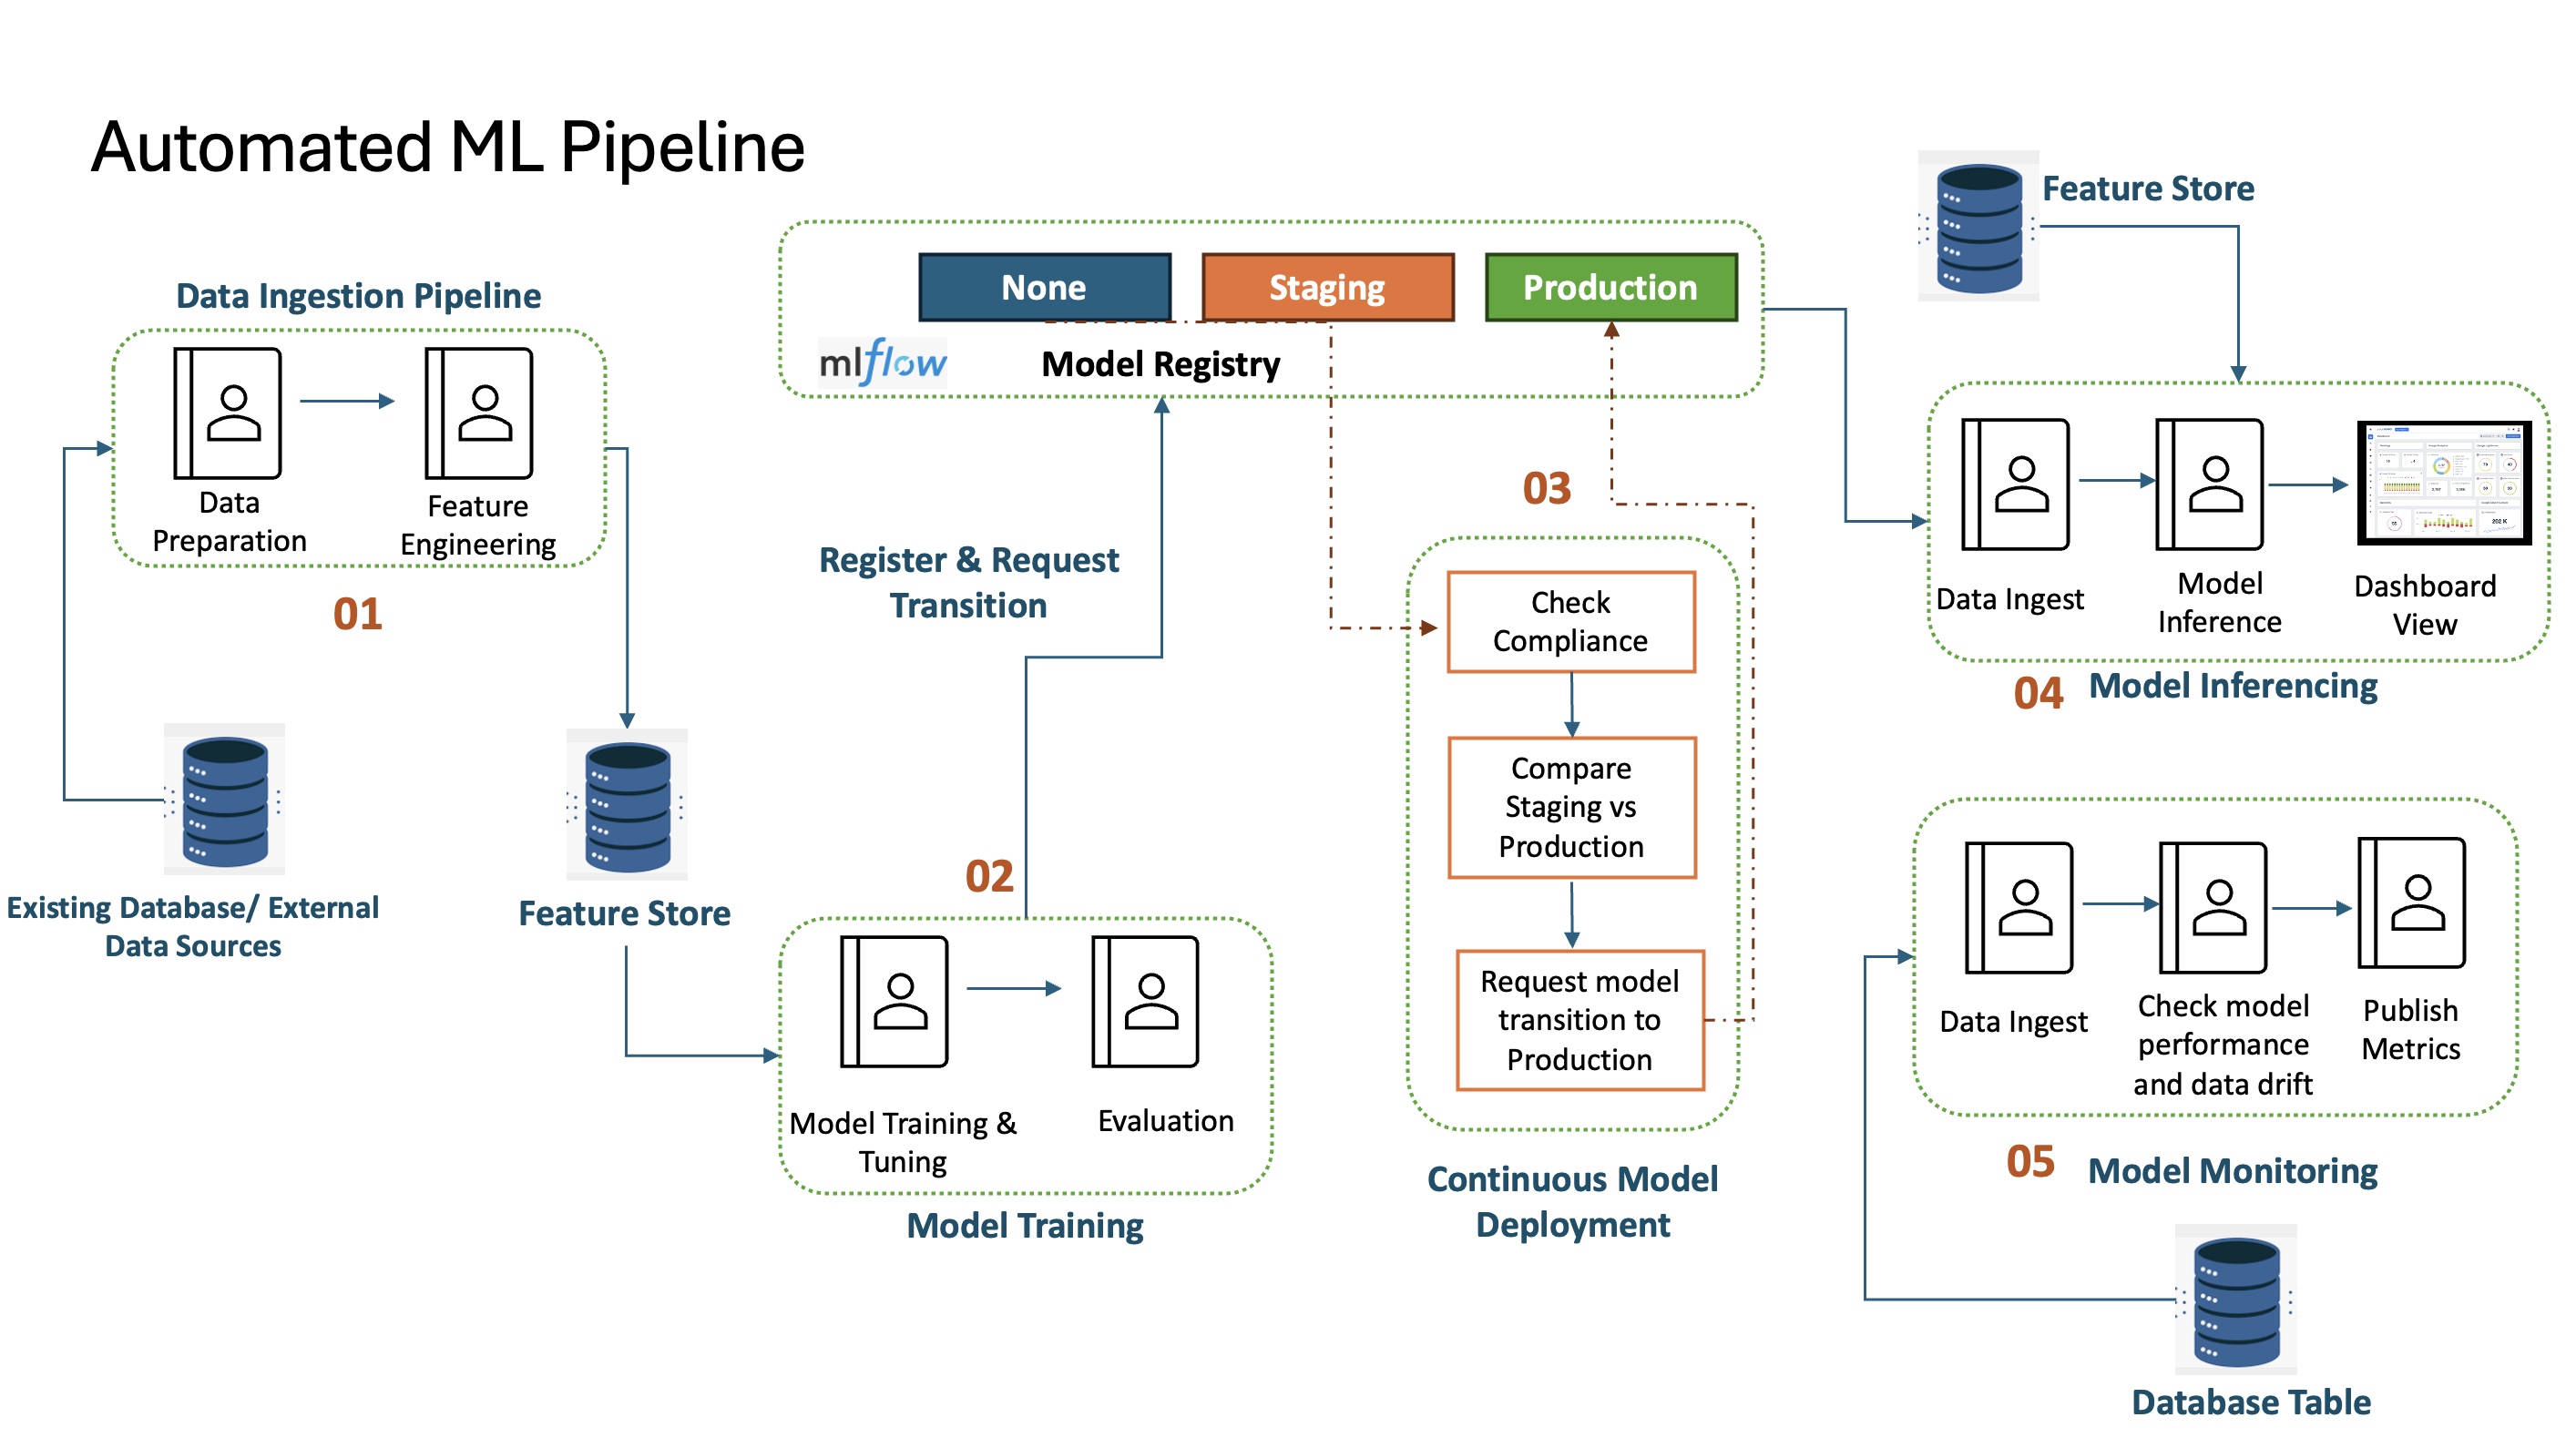 Automated ML Pipeline
Feature Store
None
Staging
Production
Data Ingestion Pipeline
mlflow
Model Registry
Data
Preparation
Feature
Engineering
01
03
Register & Request
Transition
Check
Compliance
Data Ingest
Model
Inference
Dashboard
View
04
Model Inferencing
Compare
Staging vs
Production
02
Existing Database/ External
Data Sources
Feature Store
Request model
transition to
Production
Data Ingest
Check model
performance
and data drift
Publish
Metrics
Model Training &
Tuning
Evaluation
05
Model Monitoring
Model Training
Continuous Model
Deployment
Database Table